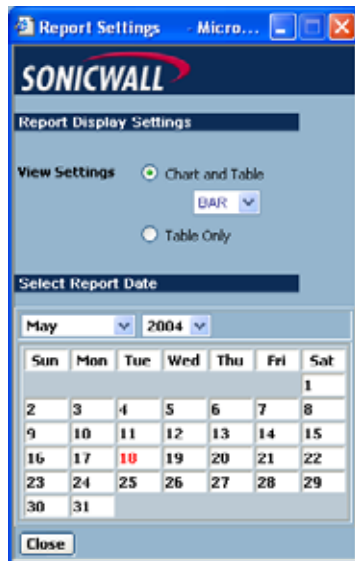 Report Settings - Micro...
SONICWALL
Report Display Settings
View Settings Chart and Table
BAR
Table Only
Select Report Date
May 2004
Sun Mon Tue Wed Thu Fri Sat
1
2 3 4 5 6 7 8
9 10 11 12 13 14 15
16 17 18 19 20 21 22
23 24 25 26 27 28 29
30 31
Close